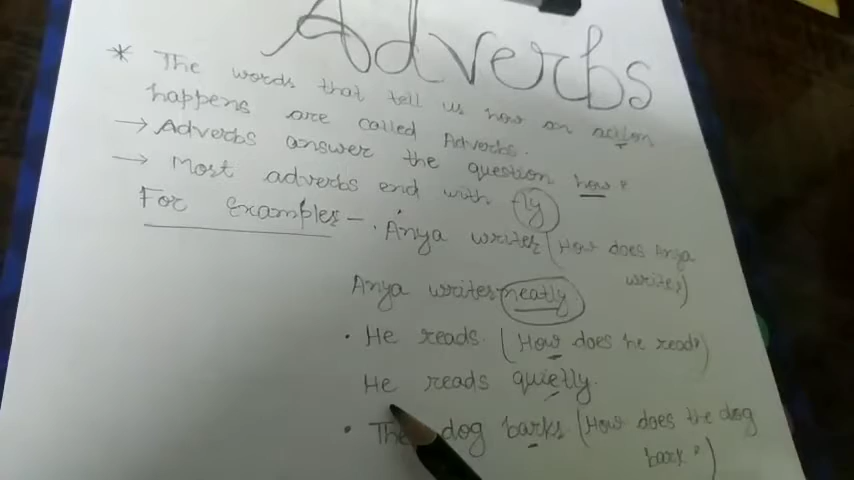 Adverbs
* The words that tell us how an action
happens are called Adverbs.
→ Adverbs answer the question how?
→ Most adverbs end with ly
For Examples – . Anya writes (How does Anya
writes)
Anya writes neatly.
• He reads. (How does he read?)
He reads quietly.
• The dog barks (How does the dog
bark?)